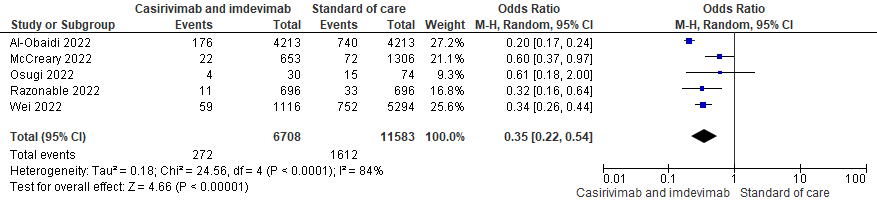 Casirivimab and imdevimab Standard of care Odds Ratio Odds Ratio
Study or Subgroup Events Total Events Total Weight M-H, Random, 95% CI M-H, Random, 95% CI
Al-Obaidi 2022 176 4213 740 4213 27.2% 0.20 [0.17, 0.24]
McCreary 2022 22 653 72 1306 21.1% 0.60 [0.37, 0.97]
Osugi 2022 4 30 15 74 9.3% 0.61 [0.18, 2.00]
Razonable 2022 11 696 33 696 16.8% 0.32 [0.16, 0.64]
Wei 2022 59 1116 752 5294 25.6% 0.34 [0.26, 0.44]
Total (95% CI) 6708 11583 100.0% 0.35 [0.22, 0.54]
Total events 272 1612
Heterogeneity: Tau² = 0.18; Chi² = 24.56, df = 4 (P < 0.0001); I² = 84%
Test for overall effect: Z = 4.66 (P < 0.00001)
0.01 0.1 1 10 100
Casirivimab and imdevimab Standard of care